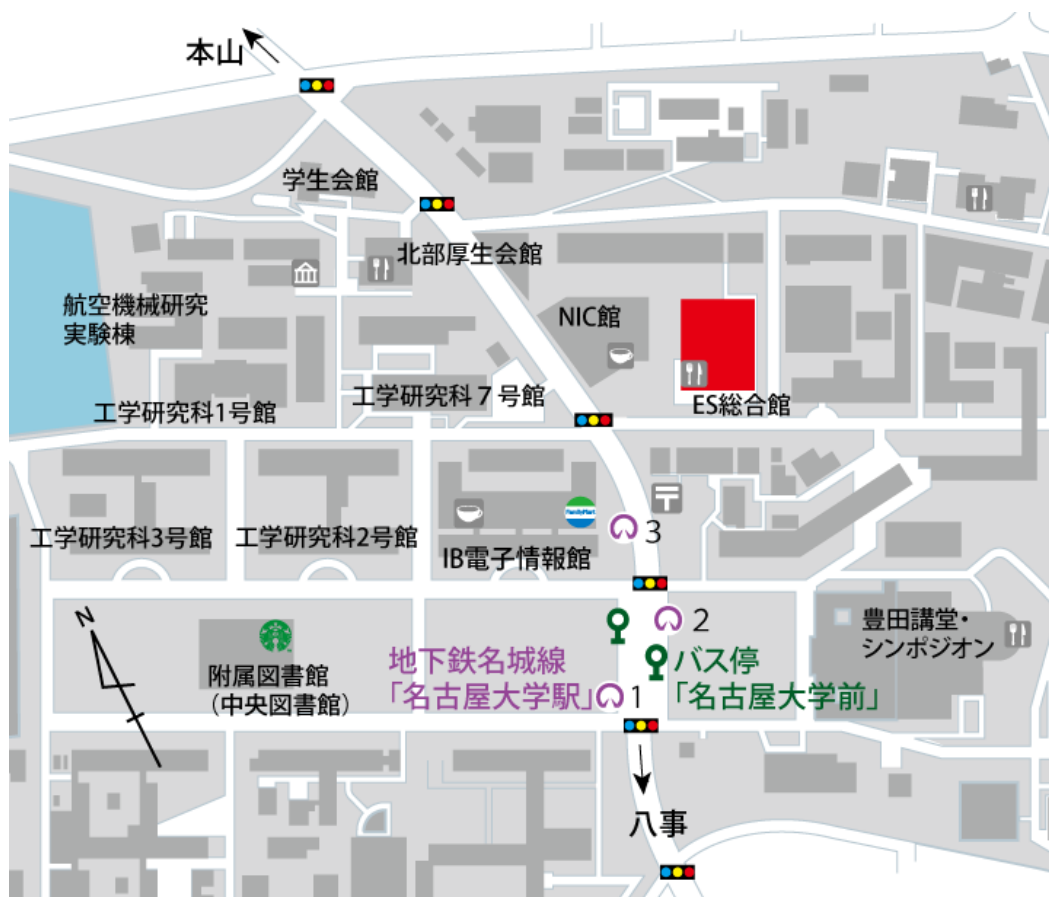 本山
学生会館
北部厚生会館
航空機械研究
実験棟
NIC館
工学研究科7号館
ES総合館
工学研究科1号館
工学研究科3号館
工学研究科2号館
FamilyMart
IB電子情報館
3
N
2
豊田講堂・
シンポジオン
附属図書館
(中央図書館)
地下鉄名城線
「名古屋大学駅」
1
バス停
「名古屋大学前」
八事